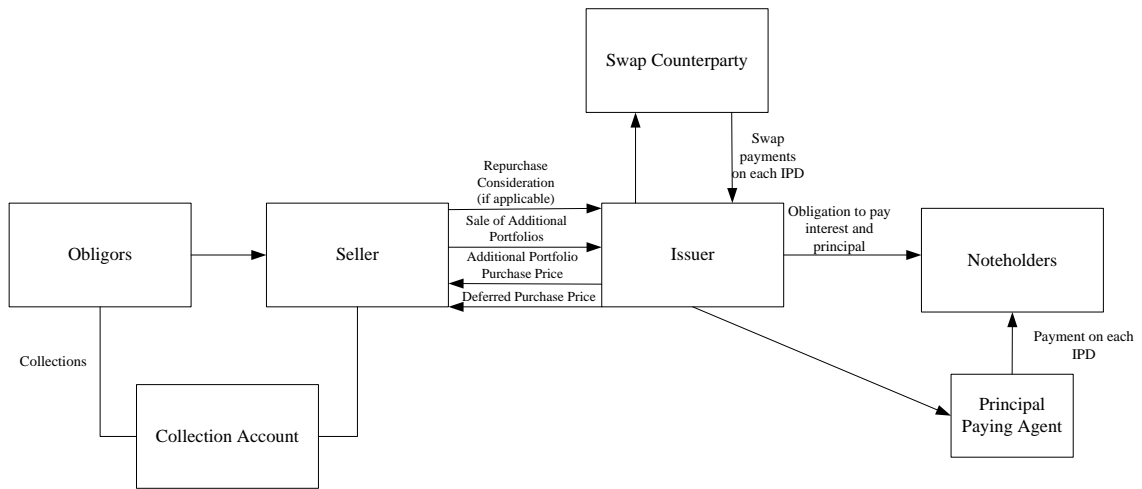 Swap Counterparty
Swap
payments
on each IPD
Repurchase
Consideration
(if applicable)
Sale of Additional
Portfolios
Additional Portfolio
Purchase Price
Deferred Purchase Price
Obligors
Seller
Issuer
Obligation to pay
interest and
principal
Noteholders
Collections
Collection Account
Payment on each
IPD
Principal
Paying Agent